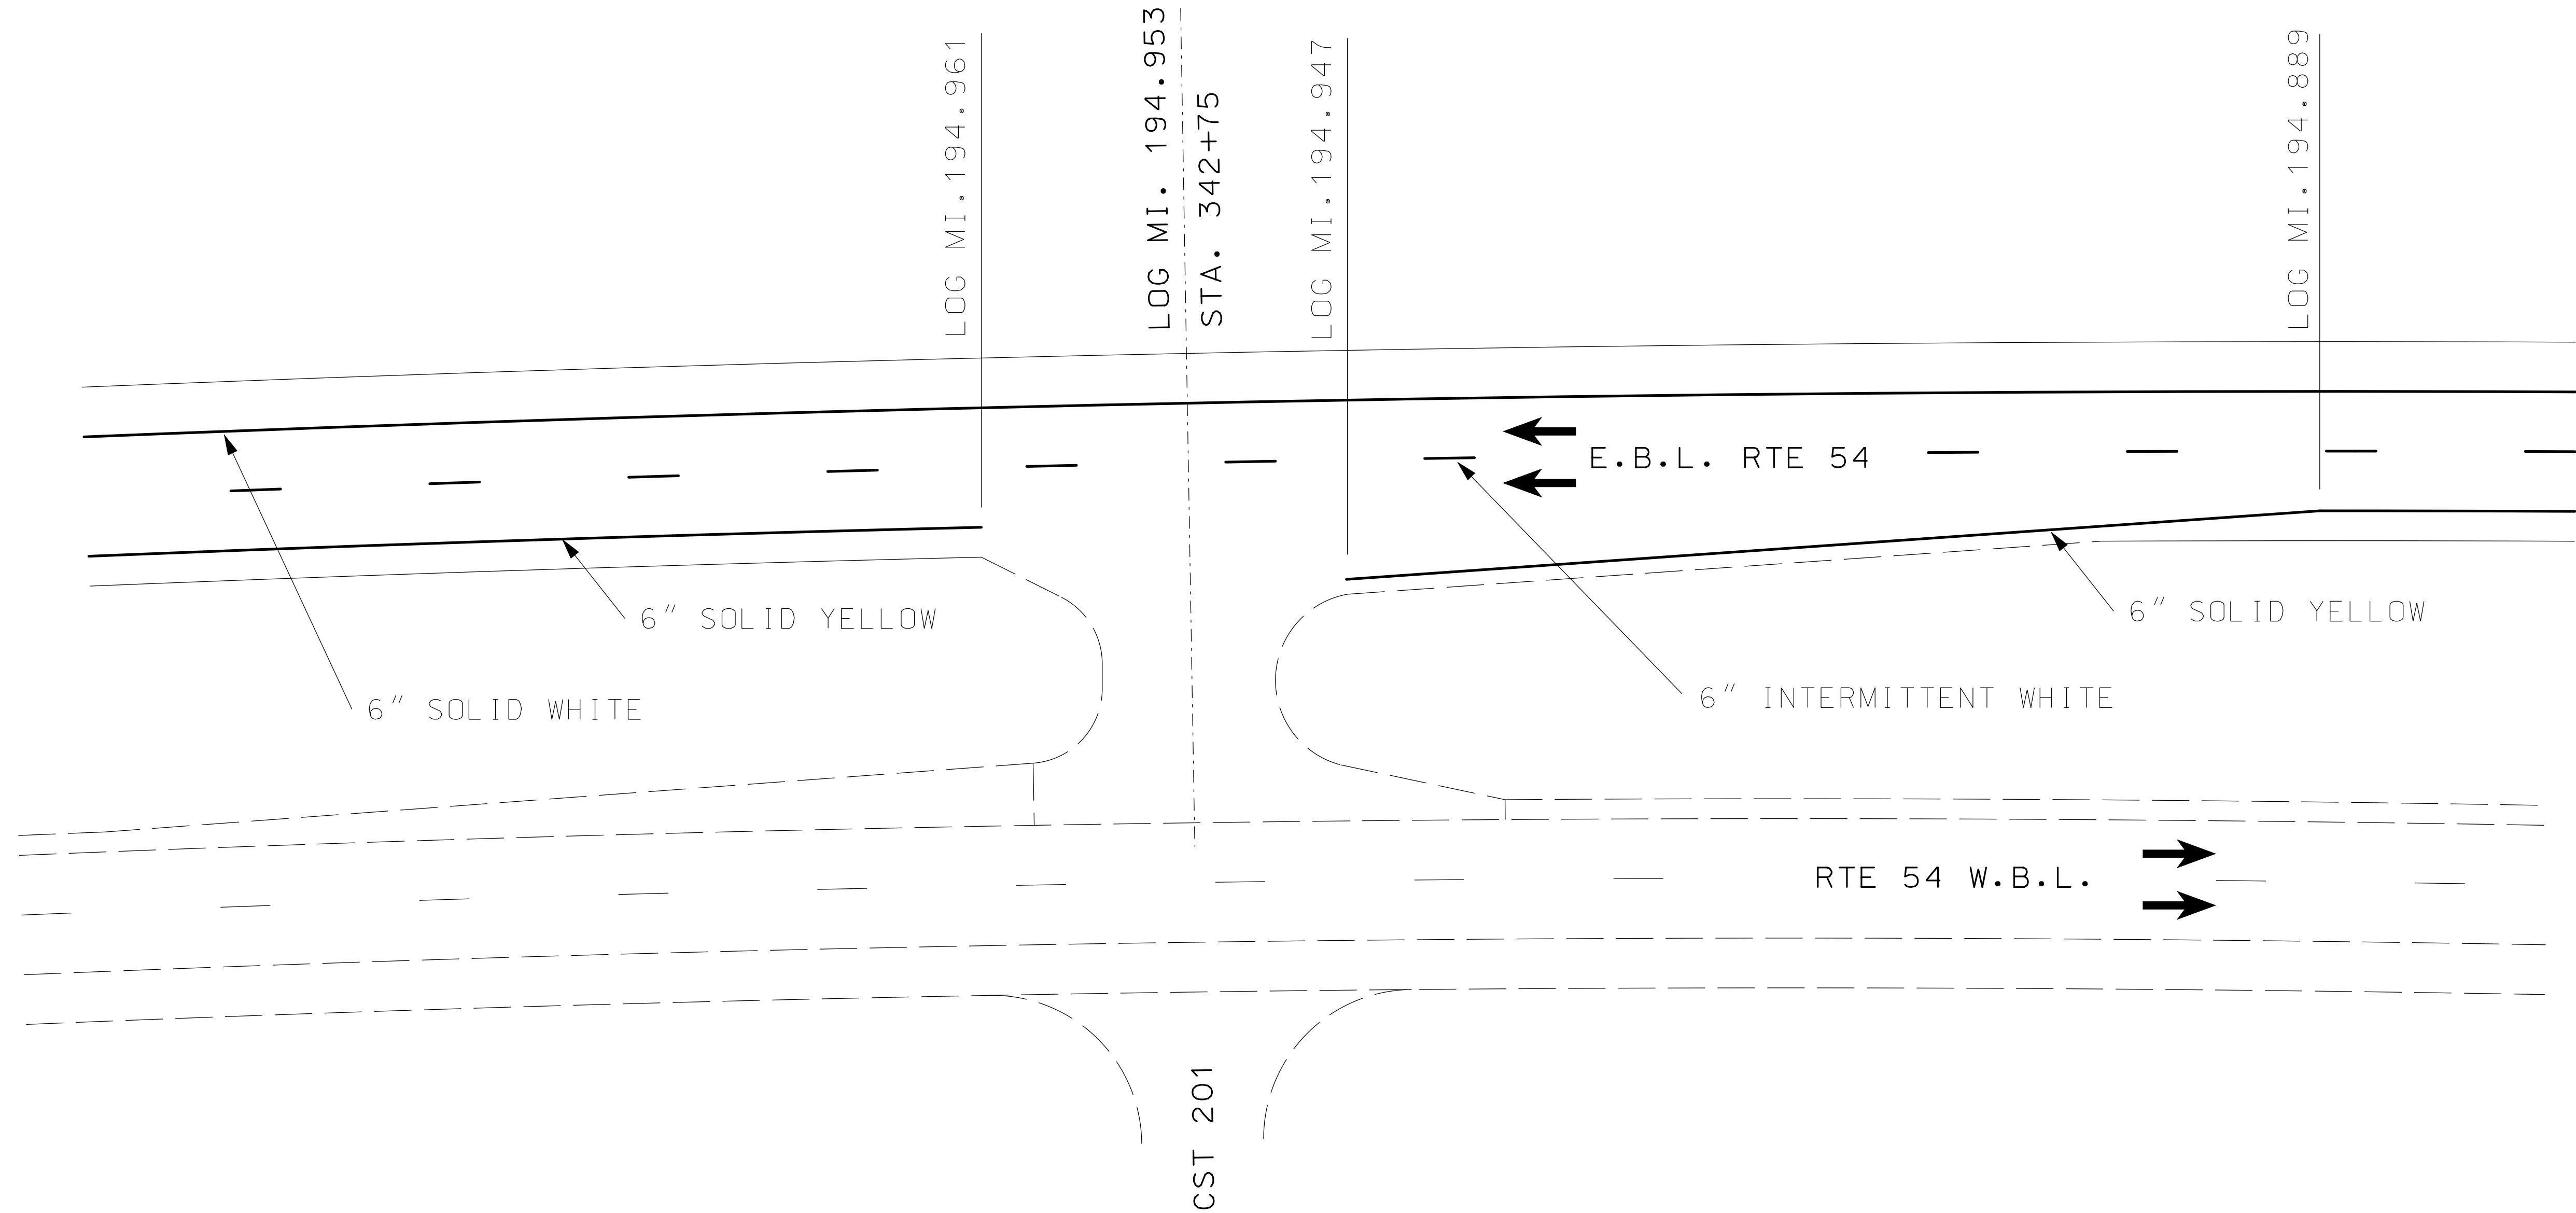 LOG MI.194.961
LOG MI. 194.953
STA. 342+75
LOG MI.194.947
LOG MI.194.889
E.B.L. RTE 54
6" SOLID YELLOW
6" SOLID YELLOW
6" SOLID WHITE
6" INTERMITTENT WHITE
RTE 54 W.B.L.
CST 201